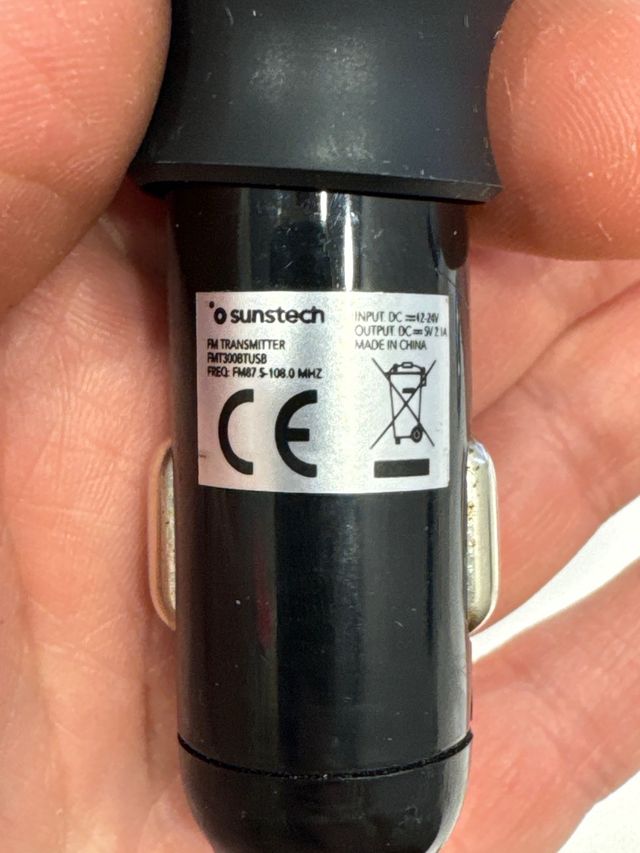 sunstech
FM TRANSMITTER
FMT300BTUSB
FREQ: FM87.5-108.0 MHZ
INPUT DC ⎓12-24V
OUTPUT DC⎓5V 2.1A
MADE IN CHINA
CE